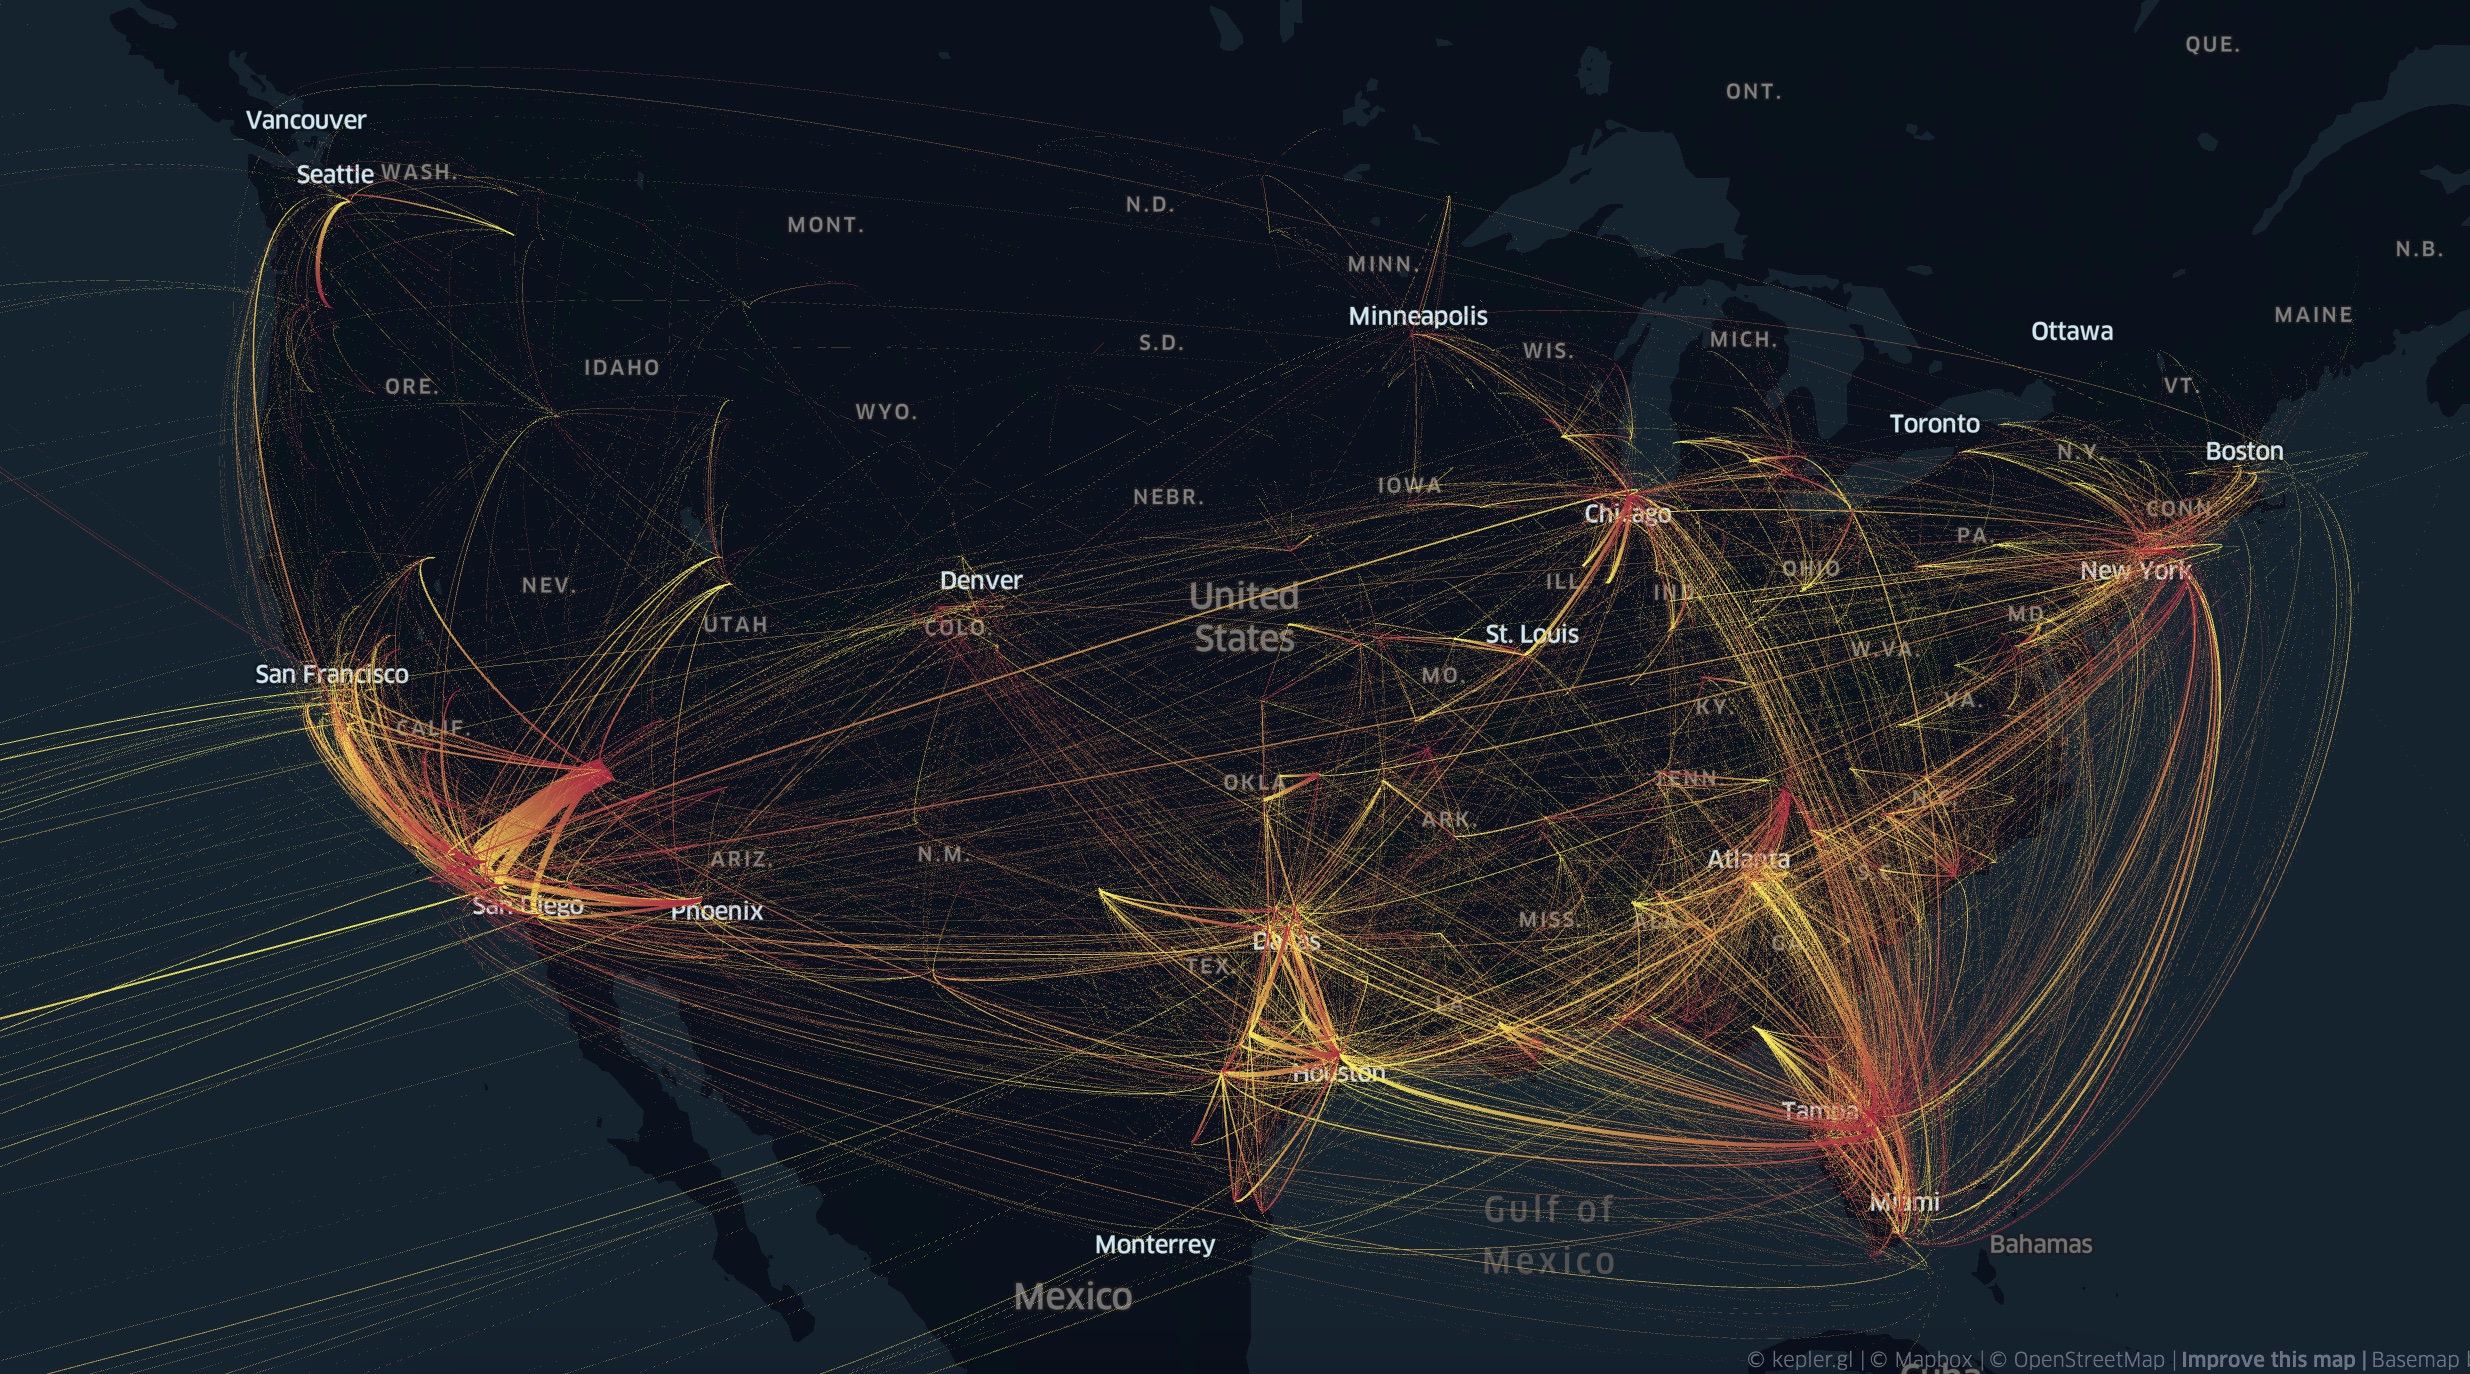 QUE.
ONT.
Vancouver
Seattle
WASH.
N.D.
MONT.
N.B.
MINN.
MAINE
Minneapolis
Ottawa
S.D.
MICH.
WIS.
IDAHO
ORE.
VT.
WYO.
Toronto
N.Y.
Boston
IOWA
NEBR.
CONN.
Chicago
PA.
OHIO
New York
Denver
NEV.
ILL.
IND.
United
States
MD.
UTAH
COLO.
St. Louis
W.VA.
San Francisco
MO.
VA.
KY.
CALIF.
TENN.
OKLA.
N.C.
ARK.
ARIZ.
N.M.
Atlanta
S.C.
San Diego
Phoenix
MISS.
ALA.
Dallas
GA.
TEX.
LA.
Houston
Tampa
Miami
Gulf of
Mexico
Monterrey
Bahamas
Mexico
Cuba
© kepler.gl | © Mapbox | © OpenStreetMap | Improve this map | Basemap